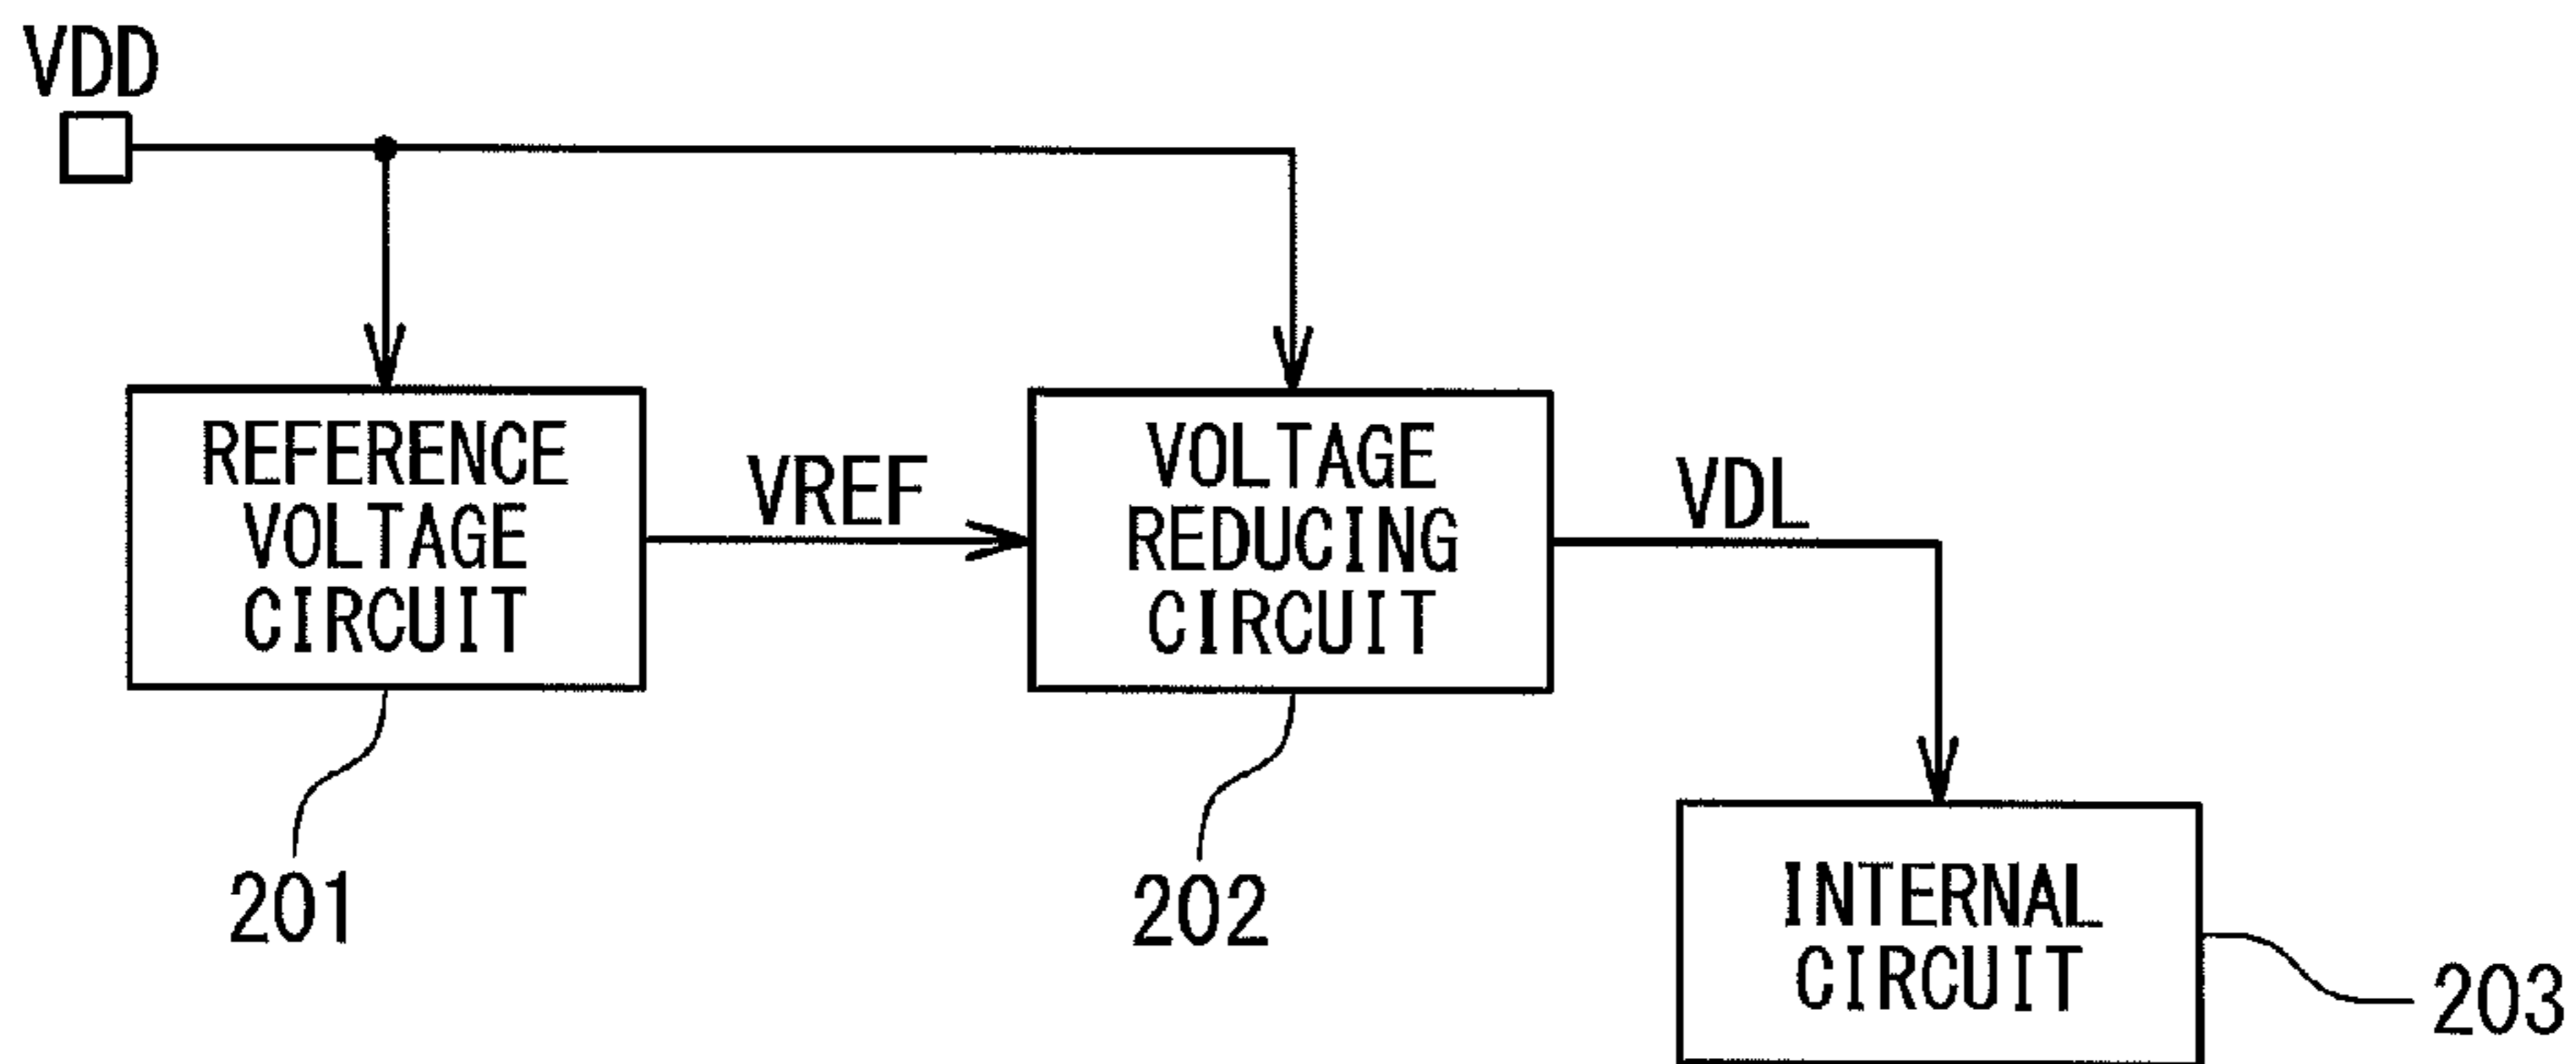 VDD
REFERENCE
VOLTAGE
CIRCUIT
VREF
VOLTAGE
REDUCING
CIRCUIT
VDL
201
202
INTERNAL
CIRCUIT
203